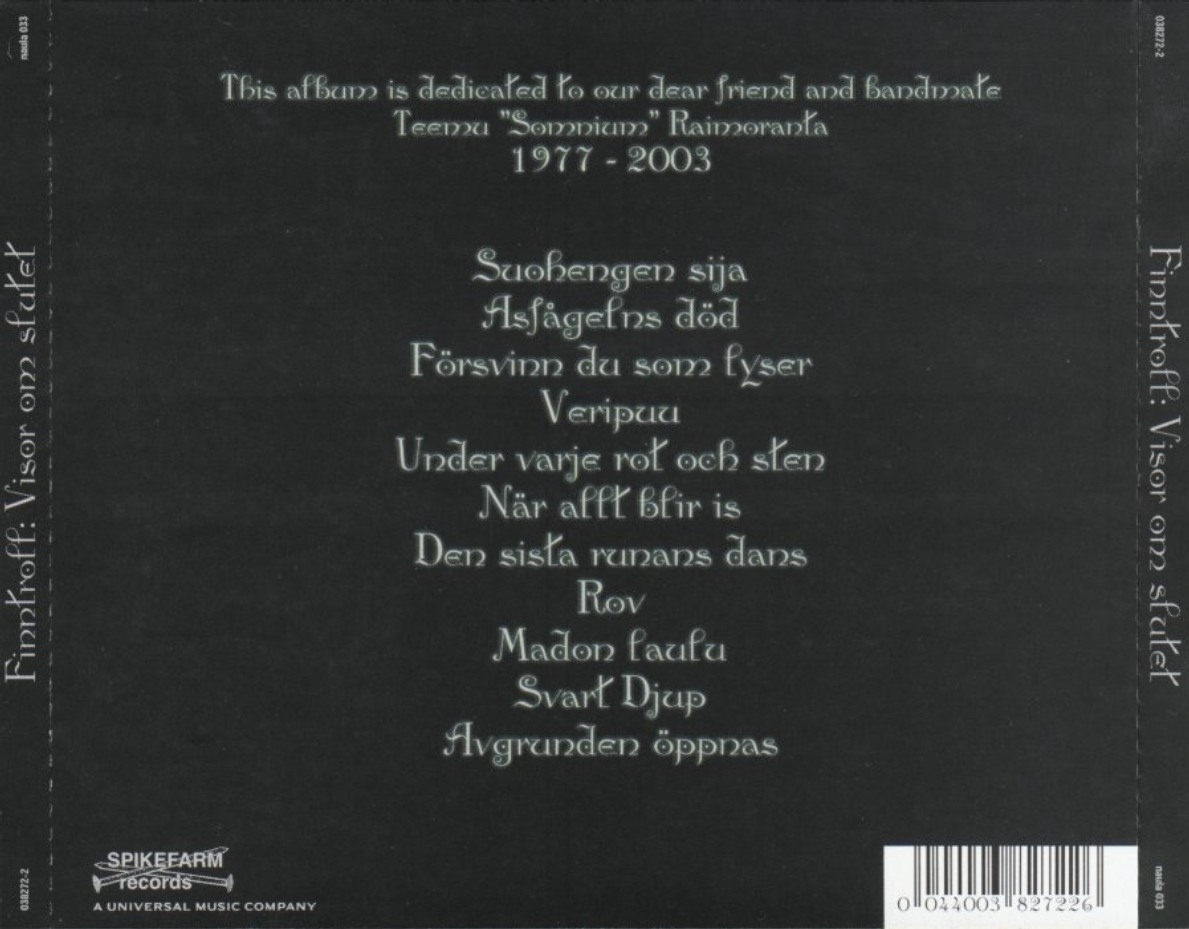 naula 033
Finntroll: Visor om slutet
038272-2
This album is dedicated to our dear friend and bandmate
Teemu "Somnium" Raimoranta
1977 - 2003
Suohengen sija
Asfågelns död
Försvinn du som lyser
Veripuu
Under varje rot och sten
När allt blir is
Den sista runans dans
Rov
Madon laulu
Svart Djup
Avgrunden öppnas
SPIKEFARM
records
A UNIVERSAL MUSIC COMPANY
0 044003 827226
038272-2
Finntroll: Visor om slutet
naula 033